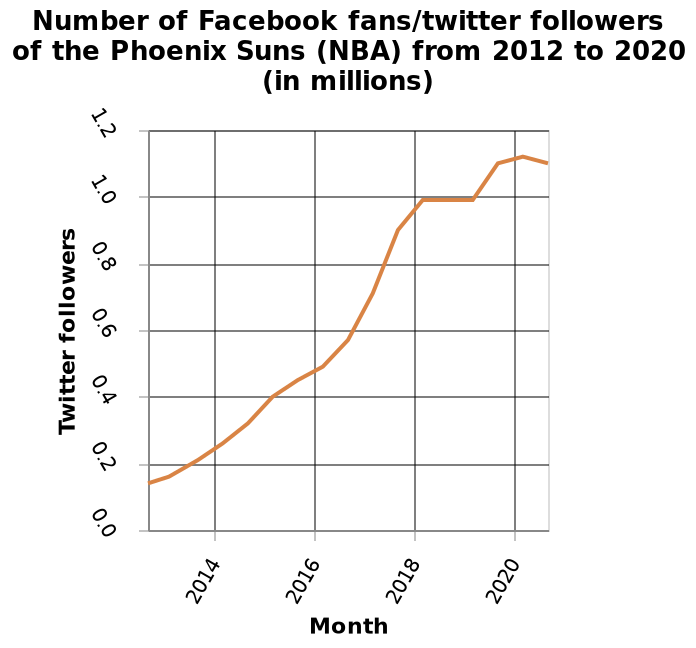 Number of Facebook fans/twitter followers
of the Phoenix Suns (NBA) from 2012 to 2020
(in millions)
1.2
1.0
0.8
0.6
0.4
0.2
0.0
Twitter followers
2014
2016
2018
2020
Month